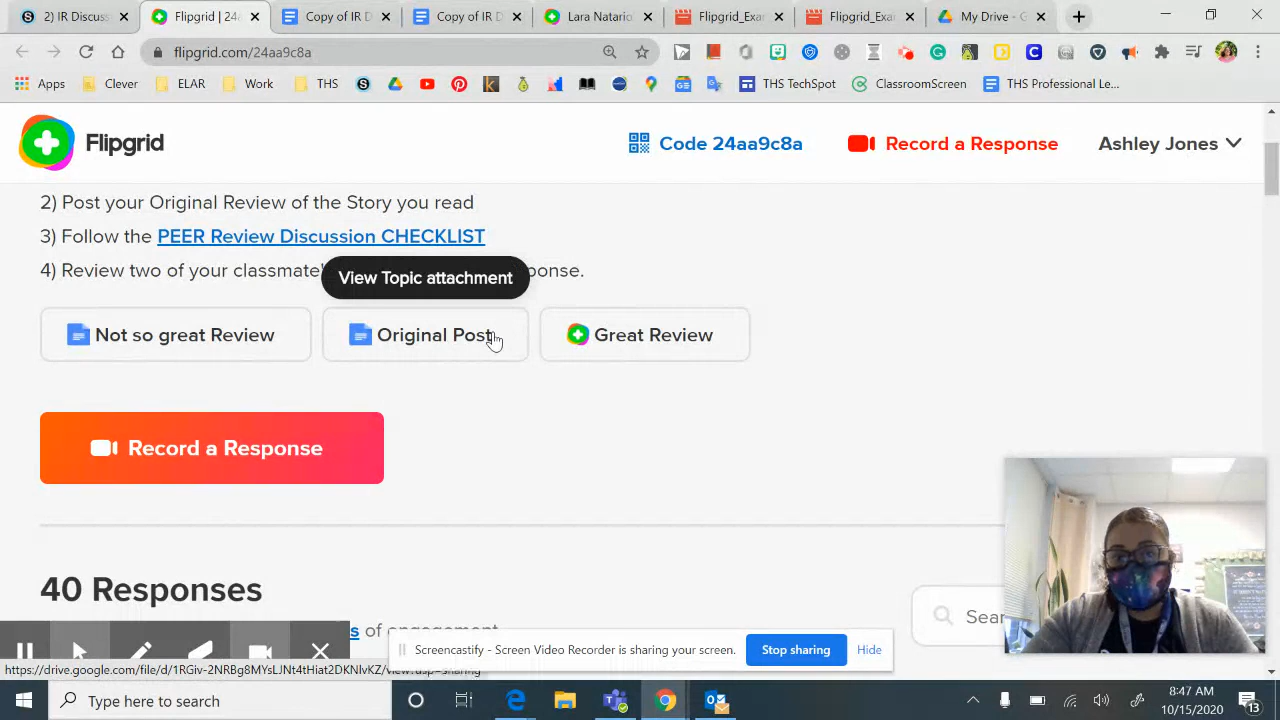 2) IR Discuss
Flipgrid | 24a
Copy of IR D
Copy of IR D
Lara Natario
Flipgrid_Exa
Flipgrid_Exa
My Drive - G
flipgrid.com/24aa9c8a
Apps
Clever
ELAR
Work
THS
THS TechSpot
ClassroomScreen
THS Professional Le...
Flipgrid
Code 24aa9c8a
Record a Response
Ashley Jones
2) Post your Original Review of the Story you read
3) Follow the PEER Review Discussion CHECKLIST
4) Review two of your classmate' ponse.
View Topic attachment
Not so great Review
Original Post
Great Review
Record a Response
40 Responses
Sear
s of engagement
Screencastify - Screen Video Recorder is sharing your screen.
Stop sharing
Hide
https://drive.google.com/file/d/1RGiv-2NRBg8MYsLJNt4tHiat2DKNlvKZ/view?usp=sharing
Type here to search
8:47 AM
10/15/2020
13